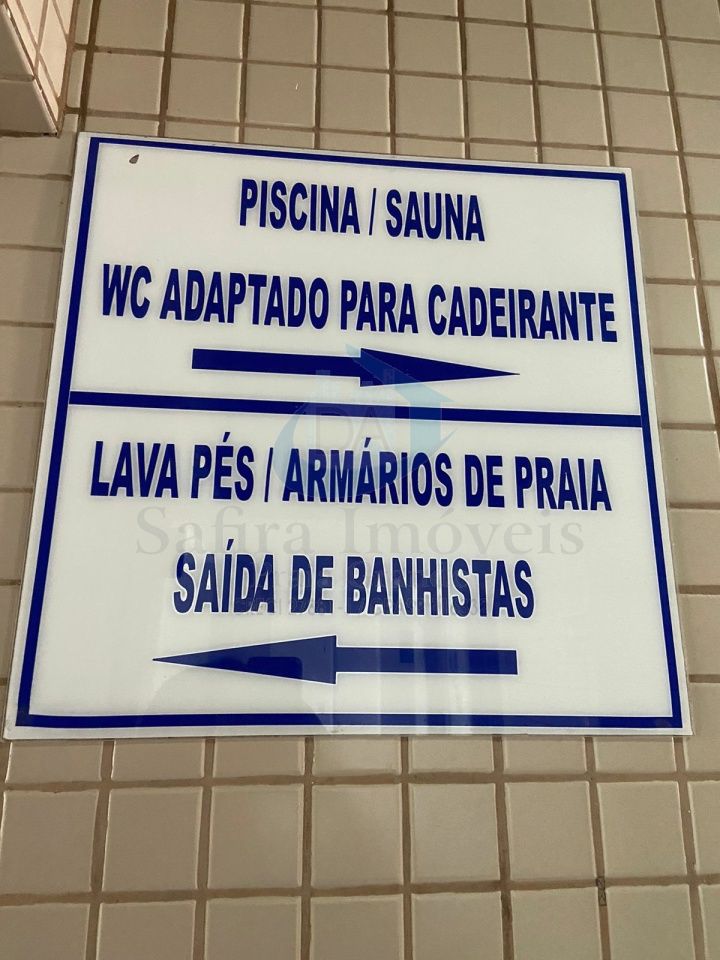 PISCINA / SAUNA
WC ADAPTADO PARA CADEIRANTE
LAVA PÉS / ARMÁRIOS DE PRAIA
Safira Imóveis
SAÍDA DE BANHISTAS